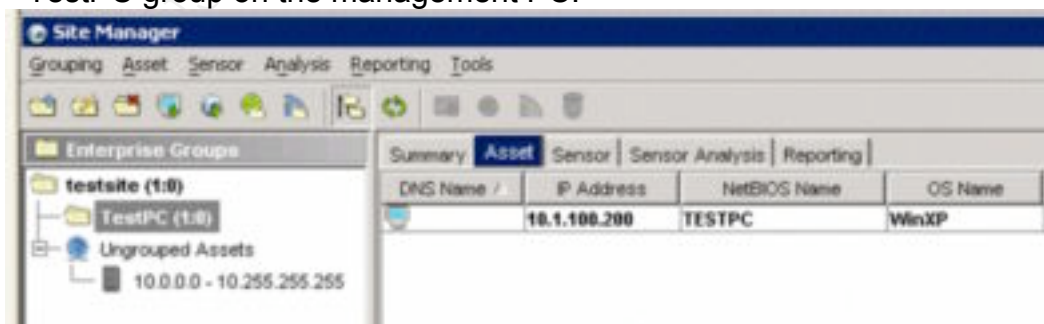 TestPC group on the management PC.
Site Manager
Grouping Asset Sensor Analysis Reporting Tools
Enterprise Groups
testsite (1:0)
TestPC (1:0)
Ungrouped Assets
10.0.0.0 - 10.255.255.255
Summary Asset Sensor Sensor Analysis Reporting
DNS Name / IP Address NetBIOS Name OS Name
10.1.100.200 TESTPC WinXP